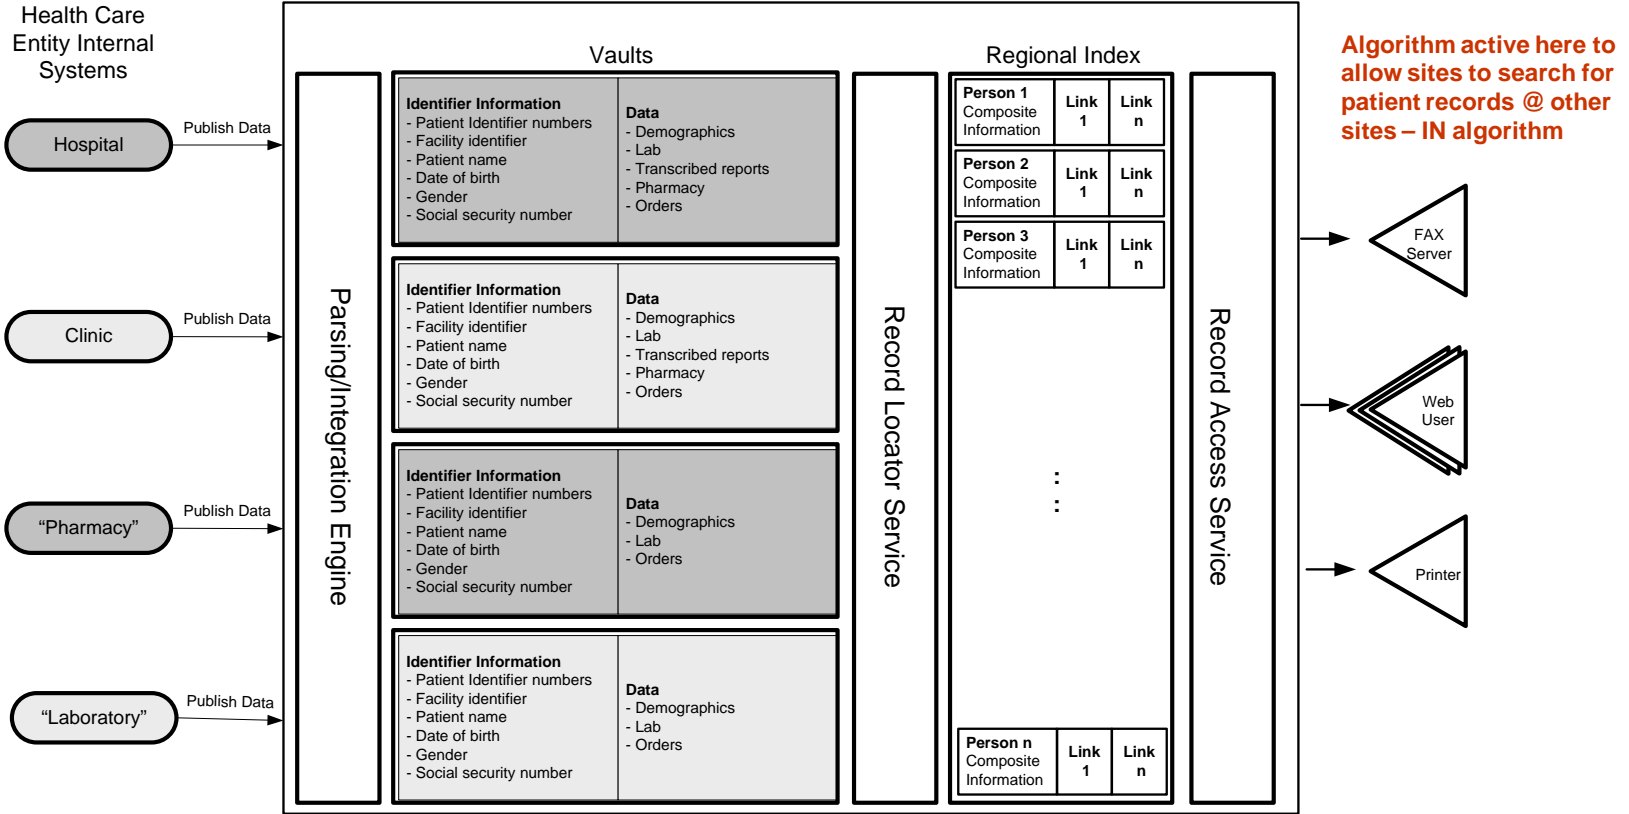 Health Care
Entity Internal
Systems
Hospital
Publish Data
Clinic
Publish Data
“Pharmacy”
Publish Data
“Laboratory”
Publish Data
Parsing/Integration Engine
Vaults
Identifier Information
- Patient Identifier numbers
- Facility identifier
- Patient name
- Date of birth
- Gender
- Social security number
Data
- Demographics
- Lab
- Transcribed reports
- Pharmacy
- Orders
Identifier Information
- Patient Identifier numbers
- Facility identifier
- Patient name
- Date of birth
- Gender
- Social security number
Data
- Demographics
- Lab
- Transcribed reports
- Pharmacy
- Orders
Identifier Information
- Patient Identifier numbers
- Facility identifier
- Patient name
- Date of birth
- Gender
- Social security number
Data
- Demographics
- Lab
- Orders
Identifier Information
- Patient Identifier numbers
- Facility identifier
- Patient name
- Date of birth
- Gender
- Social security number
Data
- Demographics
- Lab
- Orders
Record Locator Service
Regional Index
Person 1
Composite
Information
Link
1
Link
n
Person 2
Composite
Information
Link
1
Link
n
Person 3
Composite
Information
Link
1
Link
n
:
:
Person n
Composite
Information
Link
1
Link
n
Record Access Service
Algorithm active here to
allow sites to search for
patient records @ other
sites – IN algorithm
FAX
Server
Web
User
Printer